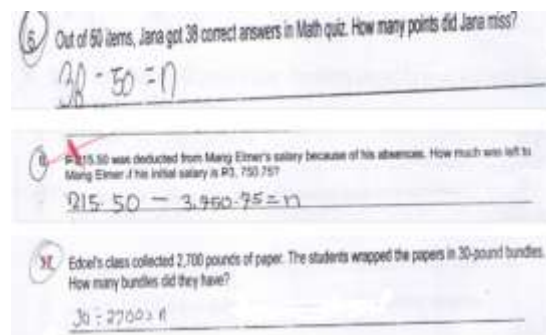 5. Out of 50 items, Jana got 38 correct answers in Math quiz. How many points did Jana miss?
38 - 50 = n
215.50 was deducted from Mang Elmer's salary because of his absences. How much was left to
Mang Elmer if his initial salary is P3, 750.75?
215.50 - 3.950.75 = n
Edcel's class collected 2,700 pounds of paper. The students wrapped the papers in 30-pound bundles.
How many bundles did they have?
30 ÷ 2700 = n